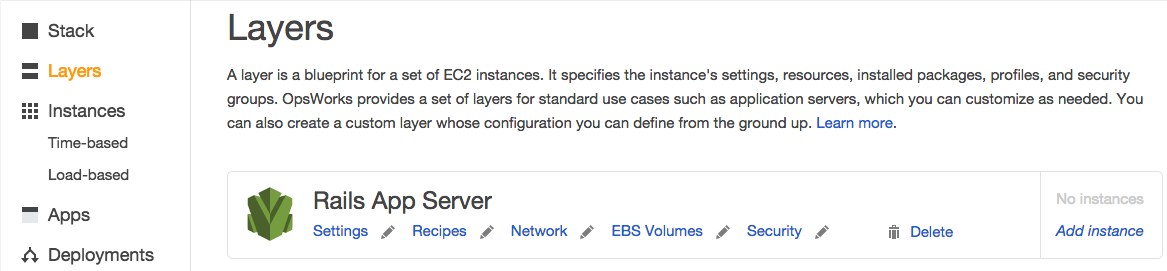 Stack
Layers
Instances
Time-based
Load-based
Apps
Deployments
Layers
A layer is a blueprint for a set of EC2 instances. It specifies the instance's settings, resources, installed packages, profiles, and security
groups. OpsWorks provides a set of layers for standard use cases such as application servers, which you can customize as needed. You
can also create a custom layer whose configuration you can define from the ground up. Learn more.
Rails App Server
Settings Recipes Network EBS Volumes Security Delete
No instances
Add instance